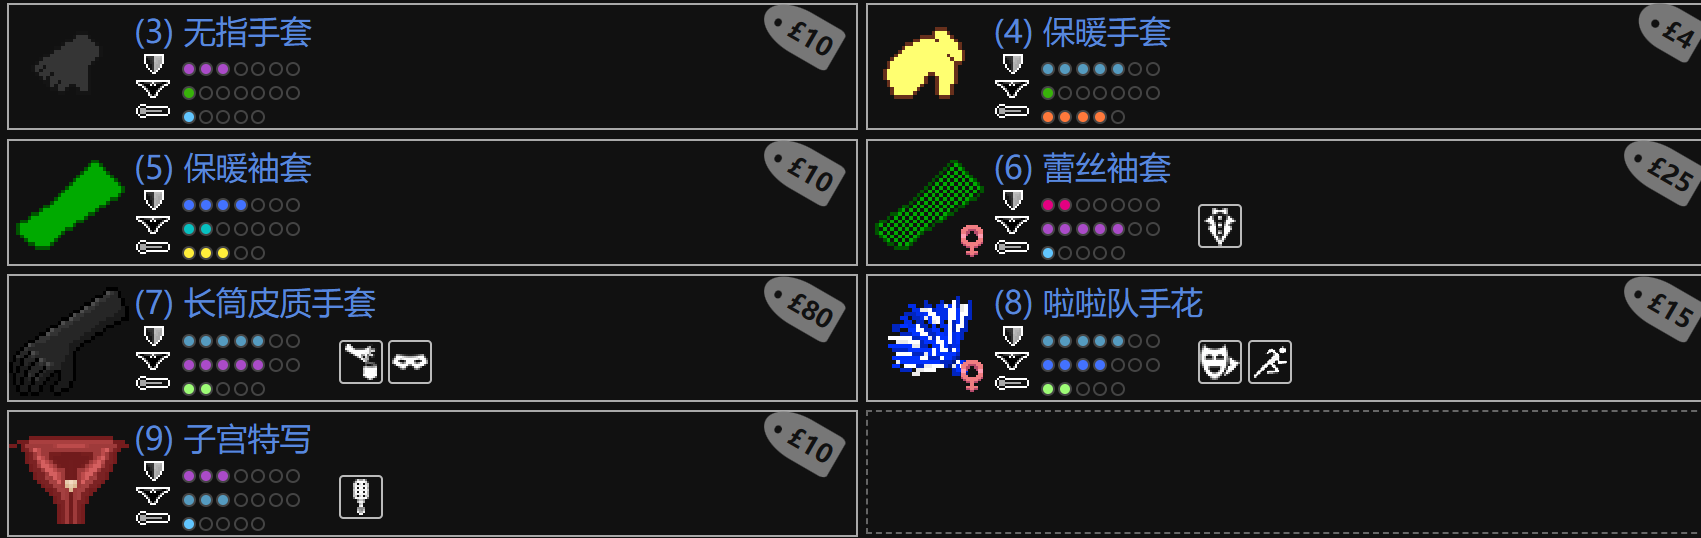 (3) 无指手套
£10
(4) 保暖手套
£4
(5) 保暖袖套
£10
(6) 蕾丝袖套
£25
(7) 长筒皮质手套
£80
(8) 啦啦队手花
£15
(9) 子宫特写
£10